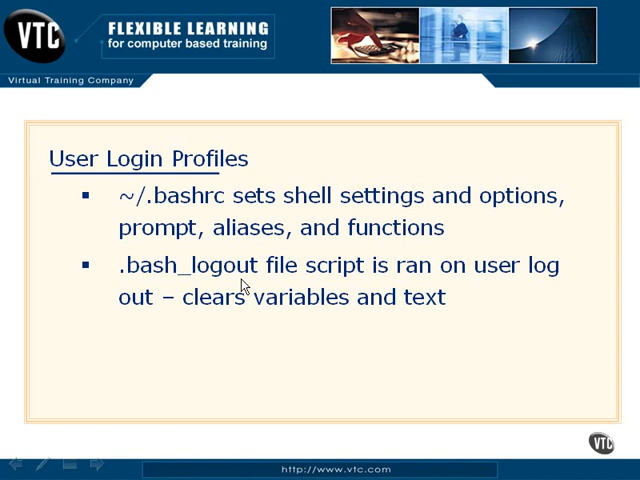 VTC
FLEXIBLE LEARNING
for computer based training
Virtual Training Company
User Login Profiles
~/.bashrc sets shell settings and options,
prompt, aliases, and functions
.bash_logout file script is ran on user log
out – clears variables and text
VTC
http://www.vtc.com